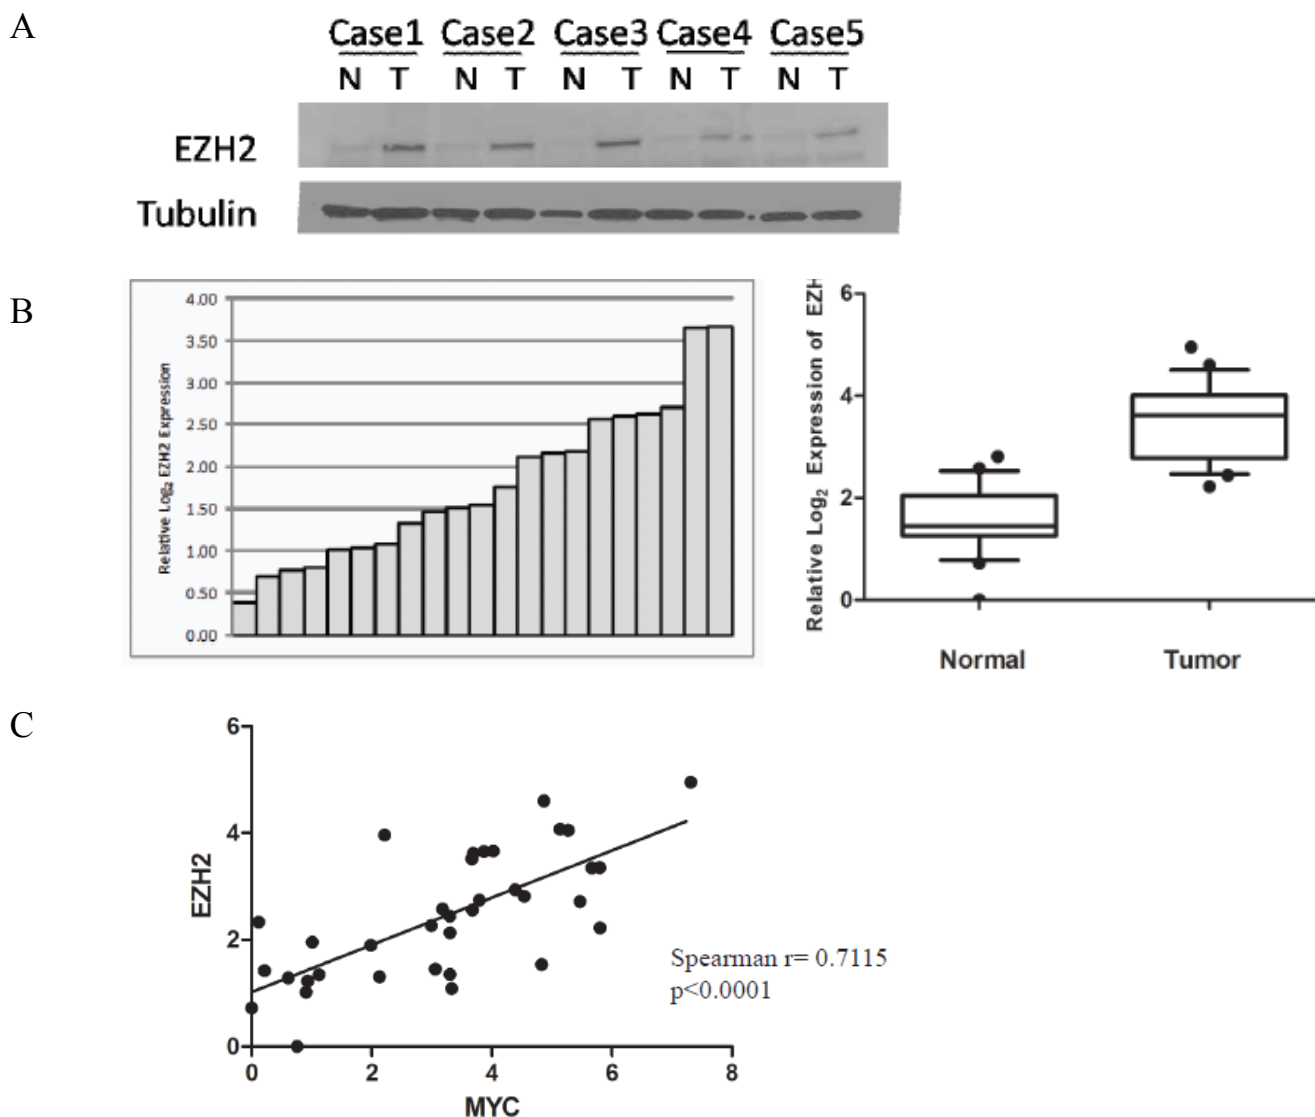 A
Case1 Case2 Case3 Case4 Case5
N T N T N T N T N T
EZH2
Tubulin
B
Relative Log2 EZH2 Expression
4.00
3.50
3.00
2.50
2.00
1.50
1.00
0.50
0.00
Relative Log2 Expression of EZH
6
4
2
0
Normal Tumor
C
EZH2
6
4
2
0
Spearman r= 0.7115
p<0.0001
0 2 4 6 8
MYC